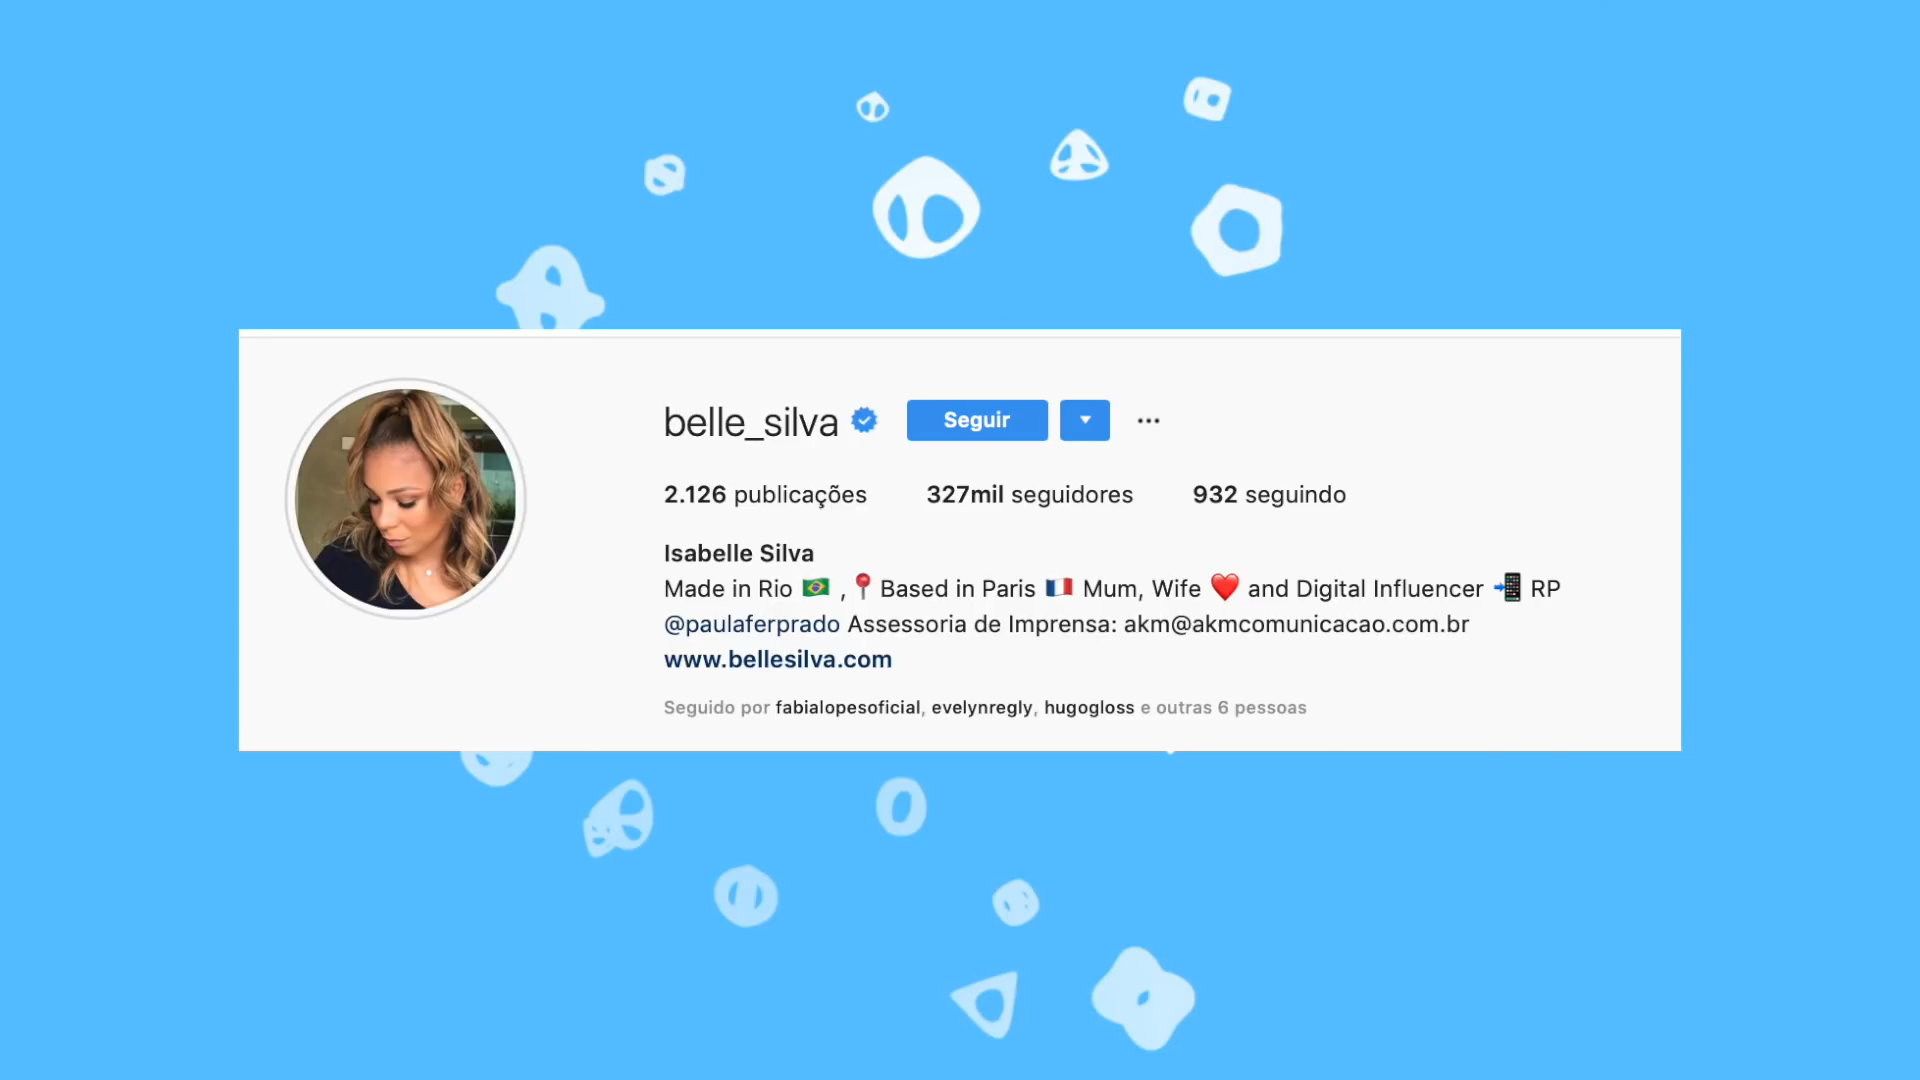 belle_silva Seguir ...
2.126 publicações 327mil seguidores 932 seguindo
Isabelle Silva
Made in Rio 🇧🇷 ,📍Based in Paris 🇫🇷 Mum, Wife ❤️ and Digital Influencer 📲 RP
@paulaferprado Assessoria de Imprensa: akm@akmcomunicacao.com.br
www.bellesilva.com
Seguido por fabialopesoficial, evelynregly, hugogloss e outras 6 pessoas